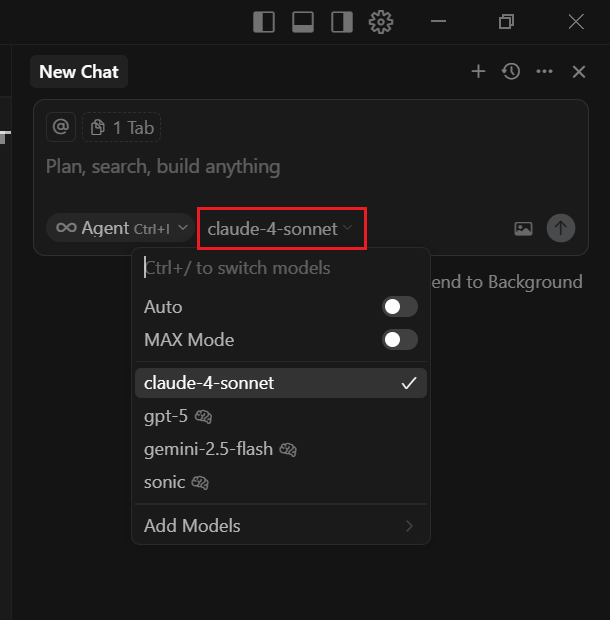 New Chat
@ 1 Tab
Plan, search, build anything
Agent Ctrl+I claude-4-sonnet
Ctrl+/ to switch models
end to Background
Auto
MAX Mode
claude-4-sonnet
gpt-5
gemini-2.5-flash
sonic
Add Models